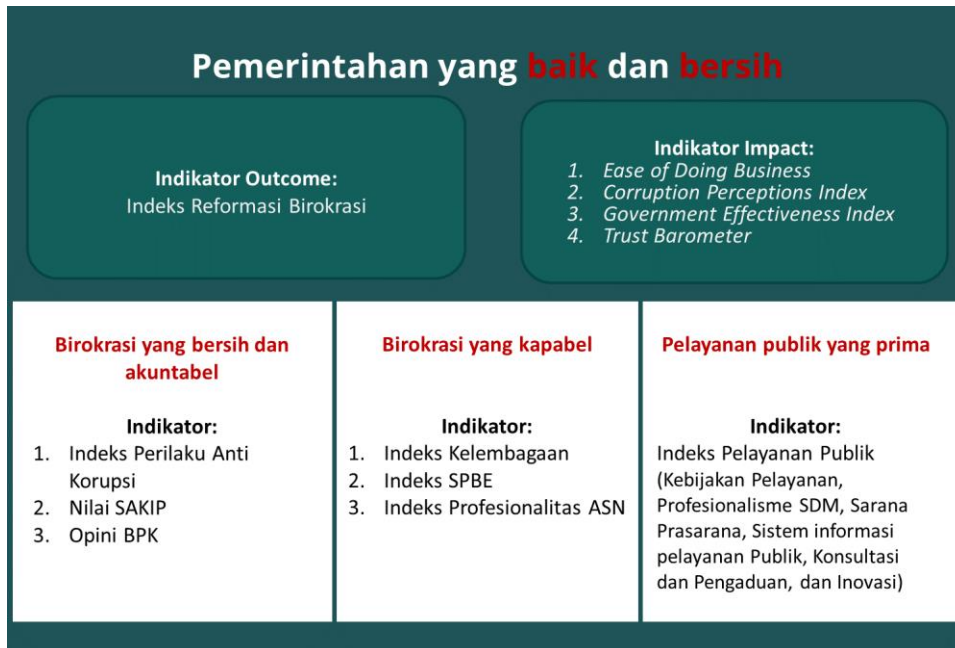 Pemerintahan yang baik dan bersih
Indikator Outcome:
Indeks Reformasi Birokrasi
Indikator Impact:
1. Ease of Doing Business
2. Corruption Perceptions Index
3. Government Effectiveness Index
4. Trust Barometer
Birokrasi yang bersih dan
akuntabel
Indikator:
1. Indeks Perilaku Anti
Korupsi
2. Nilai SAKIP
3. Opini BPK
Birokrasi yang kapabel
Indikator:
1. Indeks Kelembagaan
2. Indeks SPBE
3. Indeks Profesionalitas ASN
Pelayanan publik yang prima
Indikator:
Indeks Pelayanan Publik
(Kebijakan Pelayanan,
Profesionalisme SDM, Sarana
Prasarana, Sistem informasi
pelayanan Publik, Konsultasi
dan Pengaduan, dan Inovasi)